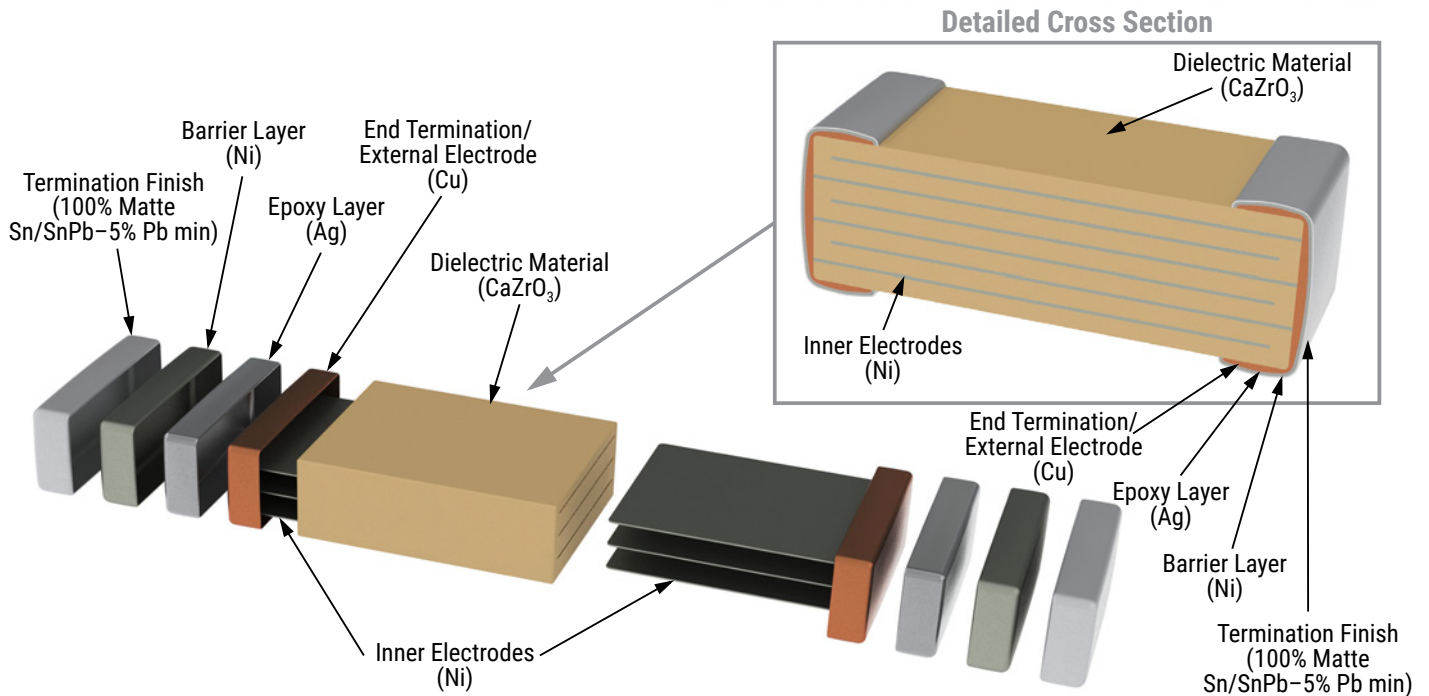 Detailed Cross Section
Dielectric Material
(CaZrO₃)
Inner Electrodes
(Ni)
End Termination/
External Electrode
(Cu)
Epoxy Layer
(Ag)
Barrier Layer
(Ni)
Termination Finish
(100% Matte
Sn/SnPb–5% Pb min)
Barrier Layer
(Ni)
End Termination/
External Electrode
(Cu)
Termination Finish
(100% Matte
Sn/SnPb–5% Pb min)
Epoxy Layer
(Ag)
Dielectric Material
(CaZrO₃)
Inner Electrodes
(Ni)